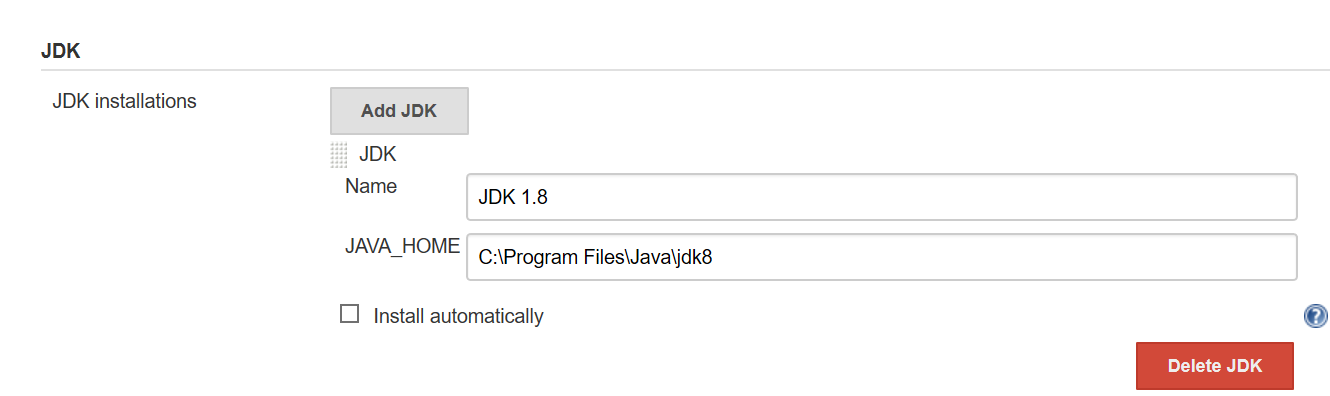 JDK
JDK installations
Add JDK
JDK
Name
JDK 1.8
JAVA_HOME
C:\Program Files\Java\jdk8
Install automatically
?
Delete JDK